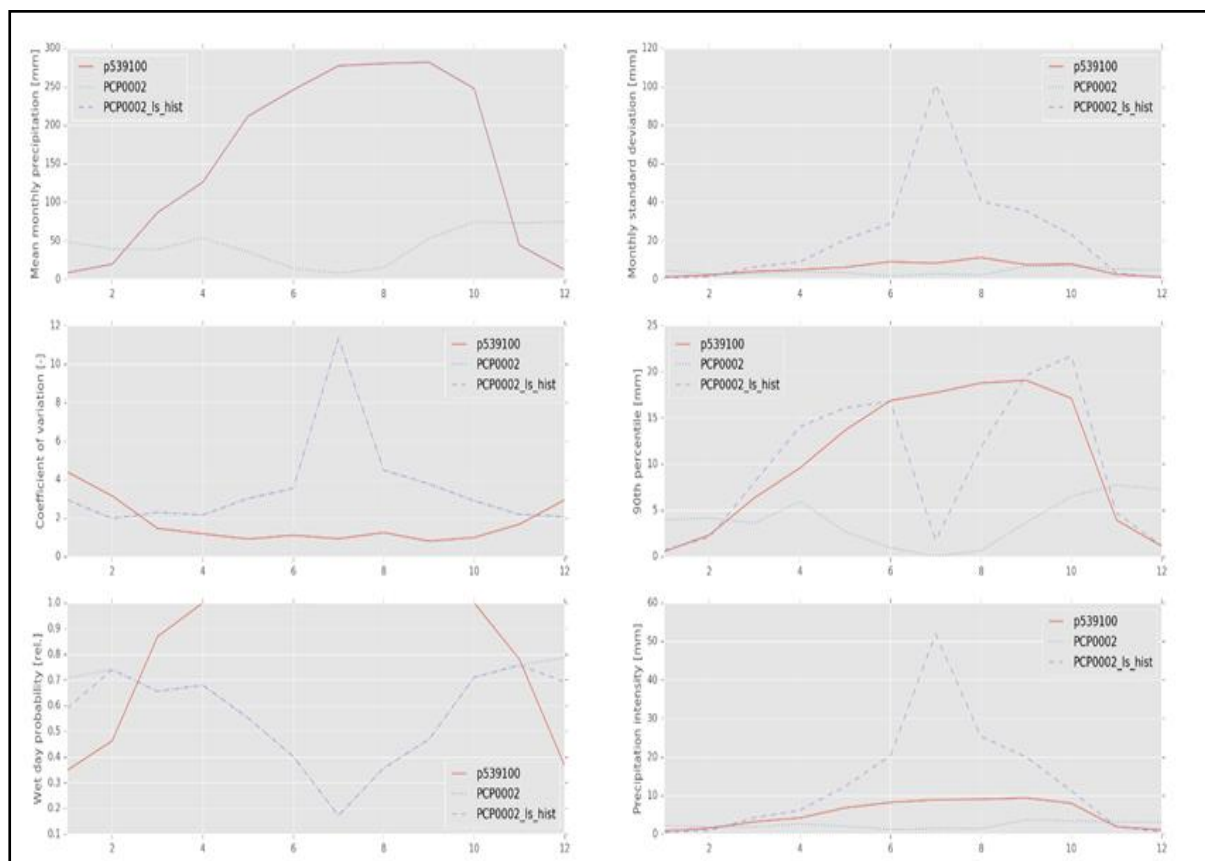 Mean monthly precipitation [mm]
300
250
200
150
100
50
0
p539100
PCP0002
PCP0002_ls_hist
2 4 6 8 10 12
Monthly standard deviation [mm]
120
100
80
60
40
20
0
p539100
PCP0002
PCP0002_ls_hist
2 4 6 8 10 12
Coefficient of variation [-]
12
10
8
6
4
2
0
p539100
PCP0002
PCP0002_ls_hist
2 4 6 8 10 12
90th percentile [mm]
25
20
15
10
5
0
p539100
PCP0002
PCP0002_ls_hist
2 4 6 8 10 12
Wet day probability [rel.]
1.0
0.9
0.8
0.7
0.6
0.5
0.4
0.3
0.2
0.1
p539100
PCP0002
PCP0002_ls_hist
2 4 6 8 10 12
Precipitation intensity [mm]
60
50
40
30
20
10
0
p539100
PCP0002
PCP0002_ls_hist
2 4 6 8 10 12